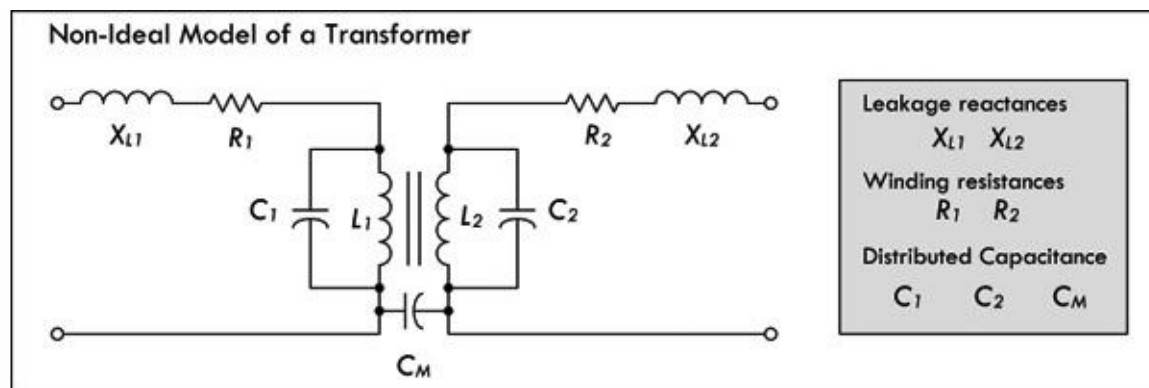 Non-Ideal Model of a Transformer
XL1 R1 R2 XL2
C1 L1 L2 C2
CM
Leakage reactances
XL1 XL2
Winding resistances
R1 R2
Distributed Capacitance
C1 C2 CM